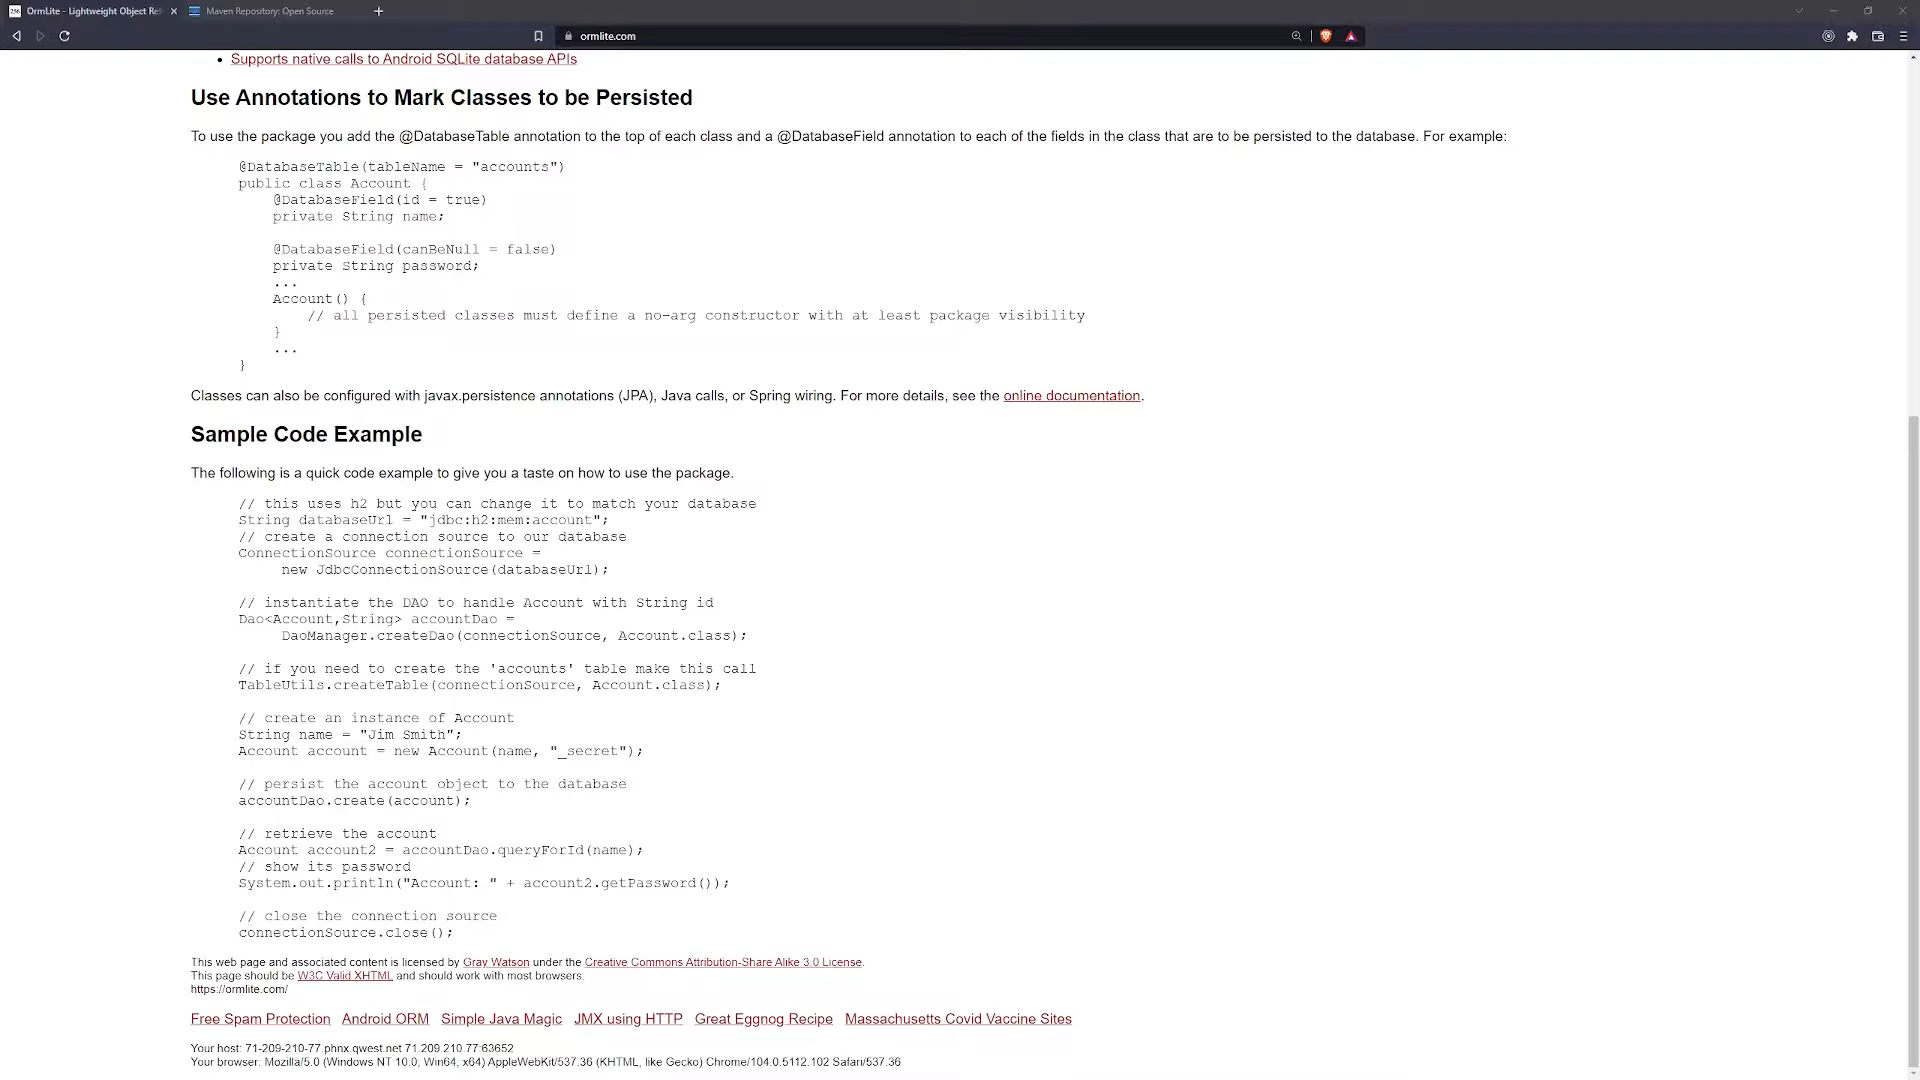 OrmLite - Lightweight Object Re
Maven Repository: Open Source
ormlite.com
Supports native calls to Android SQLite database APIs
Use Annotations to Mark Classes to be Persisted
To use the package you add the @DatabaseTable annotation to the top of each class and a @DatabaseField annotation to each of the fields in the class that are to be persisted to the database. For example:
@DatabaseTable(tableName = "accounts")
public class Account {
@DatabaseField(id = true)
private String name;
@DatabaseField(canBeNull = false)
private String password;
...
Account() {
// all persisted classes must define a no-arg constructor with at least package visibility
}
...
}
Classes can also be configured with javax.persistence annotations (JPA), Java calls, or Spring wiring. For more details, see the online documentation.
Sample Code Example
The following is a quick code example to give you a taste on how to use the package.
// this uses h2 but you can change it to match your database
String databaseUrl = "jdbc:h2:mem:account";
// create a connection source to our database
ConnectionSource connectionSource =
new JdbcConnectionSource(databaseUrl);
// instantiate the DAO to handle Account with String id
Dao<Account,String> accountDao =
DaoManager.createDao(connectionSource, Account.class);
// if you need to create the 'accounts' table make this call
TableUtils.createTable(connectionSource, Account.class);
// create an instance of Account
String name = "Jim Smith";
Account account = new Account(name, "_secret");
// persist the account object to the database
accountDao.create(account);
// retrieve the account
Account account2 = accountDao.queryForId(name);
// show its password
System.out.println("Account: " + account2.getPassword());
// close the connection source
connectionSource.close();
This web page and associated content is licensed by Gray Watson under the Creative Commons Attribution-Share Alike 3.0 License.
This page should be W3C Valid XHTML and should work with most browsers.
https://ormlite.com/
Free Spam Protection Android ORM Simple Java Magic JMX using HTTP Great Eggnog Recipe Massachusetts Covid Vaccine Sites
Your host: 71-209-210-77.phnx.qwest.net 71.209.210.77:63652
Your browser: Mozilla/5.0 (Windows NT 10.0; Win64; x64) AppleWebKit/537.36 (KHTML, like Gecko) Chrome/104.0.5112.102 Safari/537.36